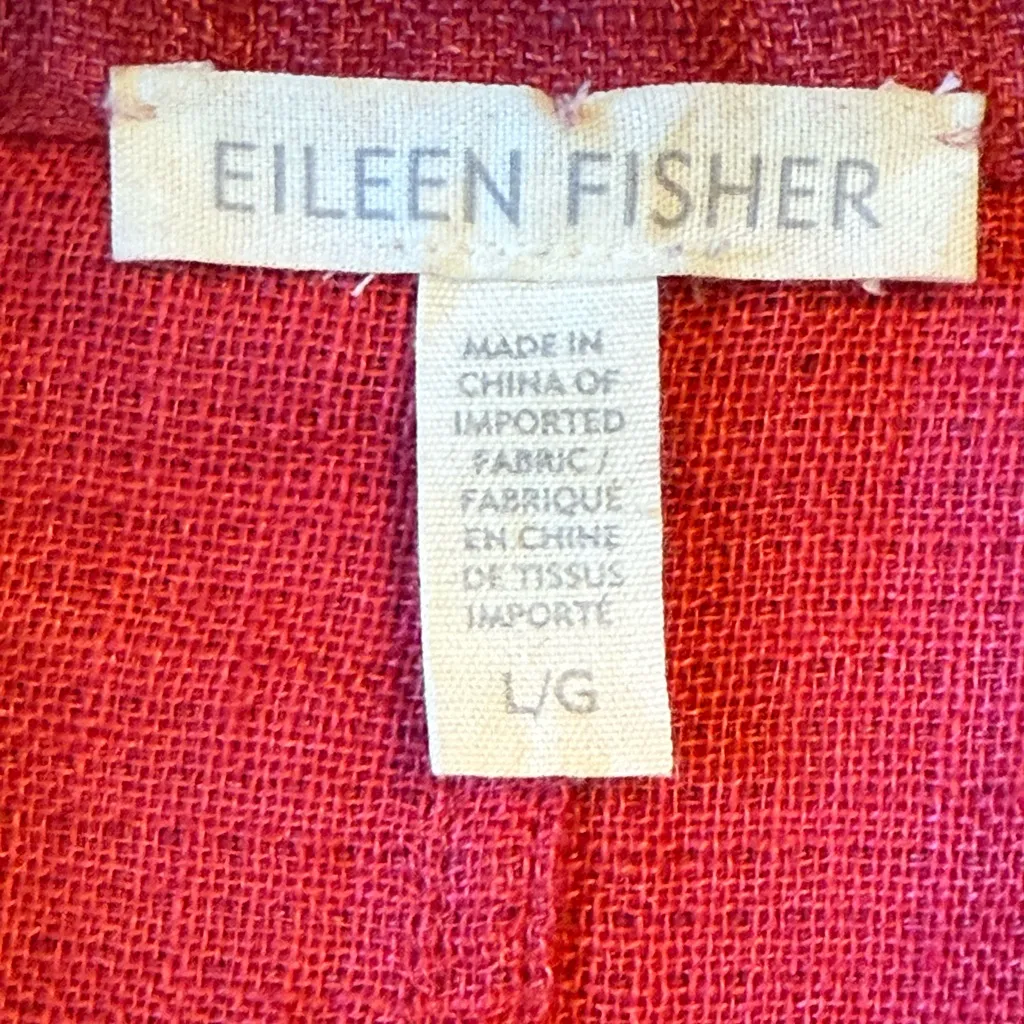 EILEEN FISHER
MADE IN
CHINA OF
IMPORTED
FABRIC /
FABRIQUÉ
EN CHINE
DE TISSUS
IMPORTÉ
L/G